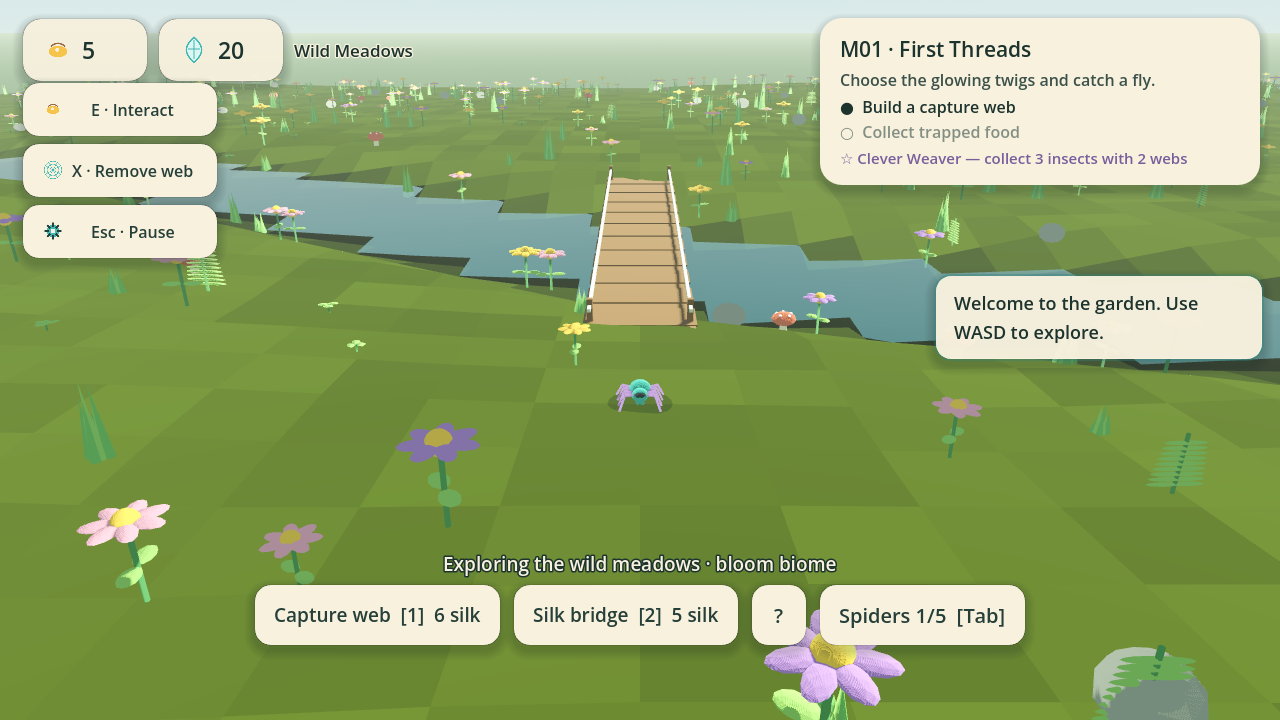 5
20
Wild Meadows
E · Interact
X · Remove web
Esc · Pause
M01 · First Threads
Choose the glowing twigs and catch a fly.
● Build a capture web
○ Collect trapped food
☆ Clever Weaver — collect 3 insects with 2 webs
Welcome to the garden. Use
WASD to explore.
Exploring the wild meadows · bloom biome
Capture web [1] 6 silk
Silk bridge [2] 5 silk
?
Spiders 1/5 [Tab]